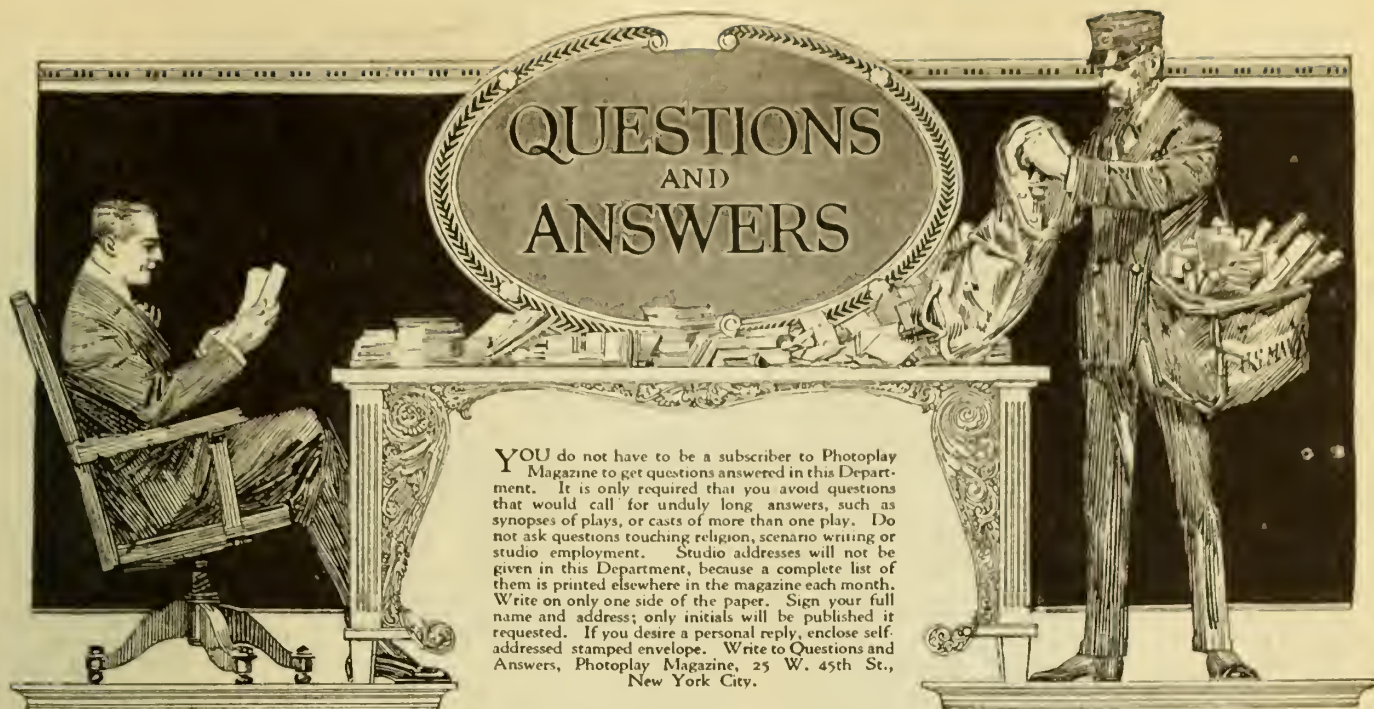 QUESTIONS
AND
ANSWERS
U.S. MAIL
YOU do not have to be a subscriber to Photoplay
Magazine to get questions answered in this Depart-
ment. It is only required that you avoid questions
that would call for unduly long answers, such as
synopses of plays, or casts of more than one play. Do
not ask questions touching religion, scenario writing or
studio employment. Studio addresses will not be
given in this Department, because a complete list of
them is printed elsewhere in the magazine each month.
Write on only one side of the paper. Sign your full
name and address; only initials will be published if
requested. If you desire a personal reply, enclose self-
addressed stamped envelope. Write to Questions and
Answers, Photoplay Magazine, 25 W. 45th St.,
New York City.